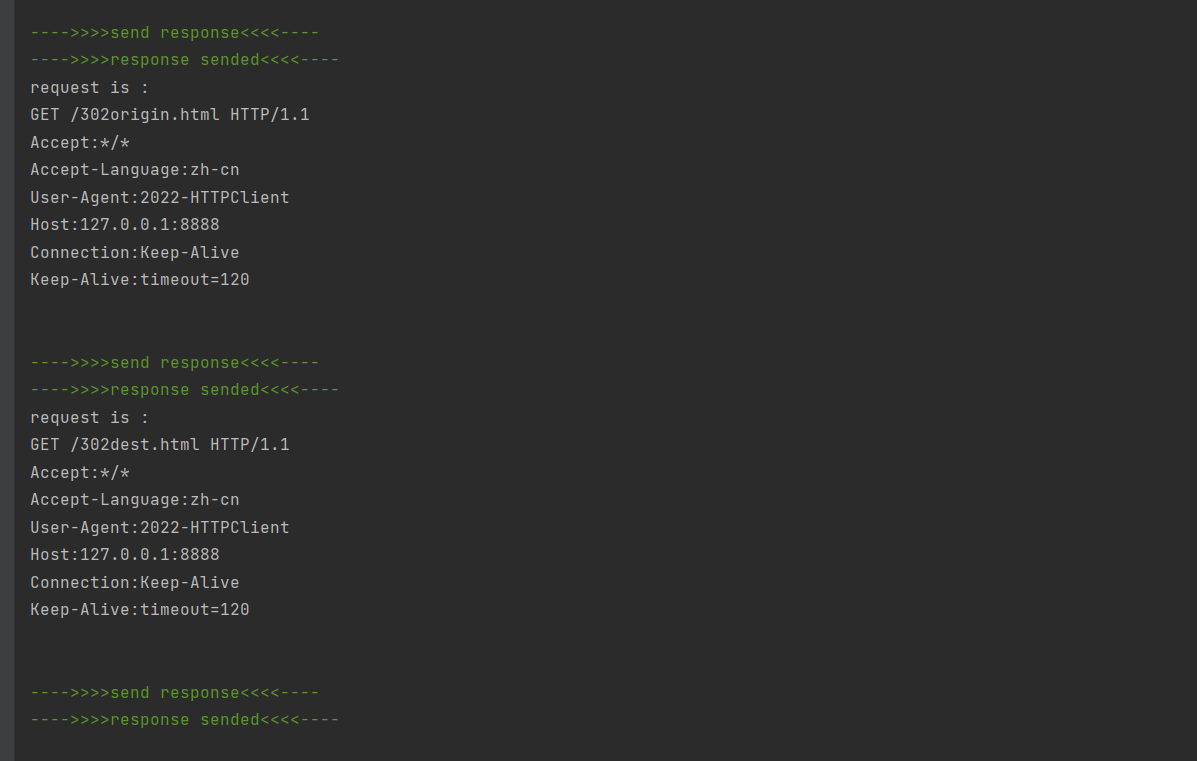 ---->>>>send response<<<<----
---->>>>response sended<<<<----
request is :
GET /302origin.html HTTP/1.1
Accept:*/*
Accept-Language:zh-cn
User-Agent:2022-HTTPClient
Host:127.0.0.1:8888
Connection:Keep-Alive
Keep-Alive:timeout=120
---->>>>send response<<<<----
---->>>>response sended<<<<----
request is :
GET /302dest.html HTTP/1.1
Accept:*/*
Accept-Language:zh-cn
User-Agent:2022-HTTPClient
Host:127.0.0.1:8888
Connection:Keep-Alive
Keep-Alive:timeout=120
---->>>>send response<<<<----
---->>>>response sended<<<<----